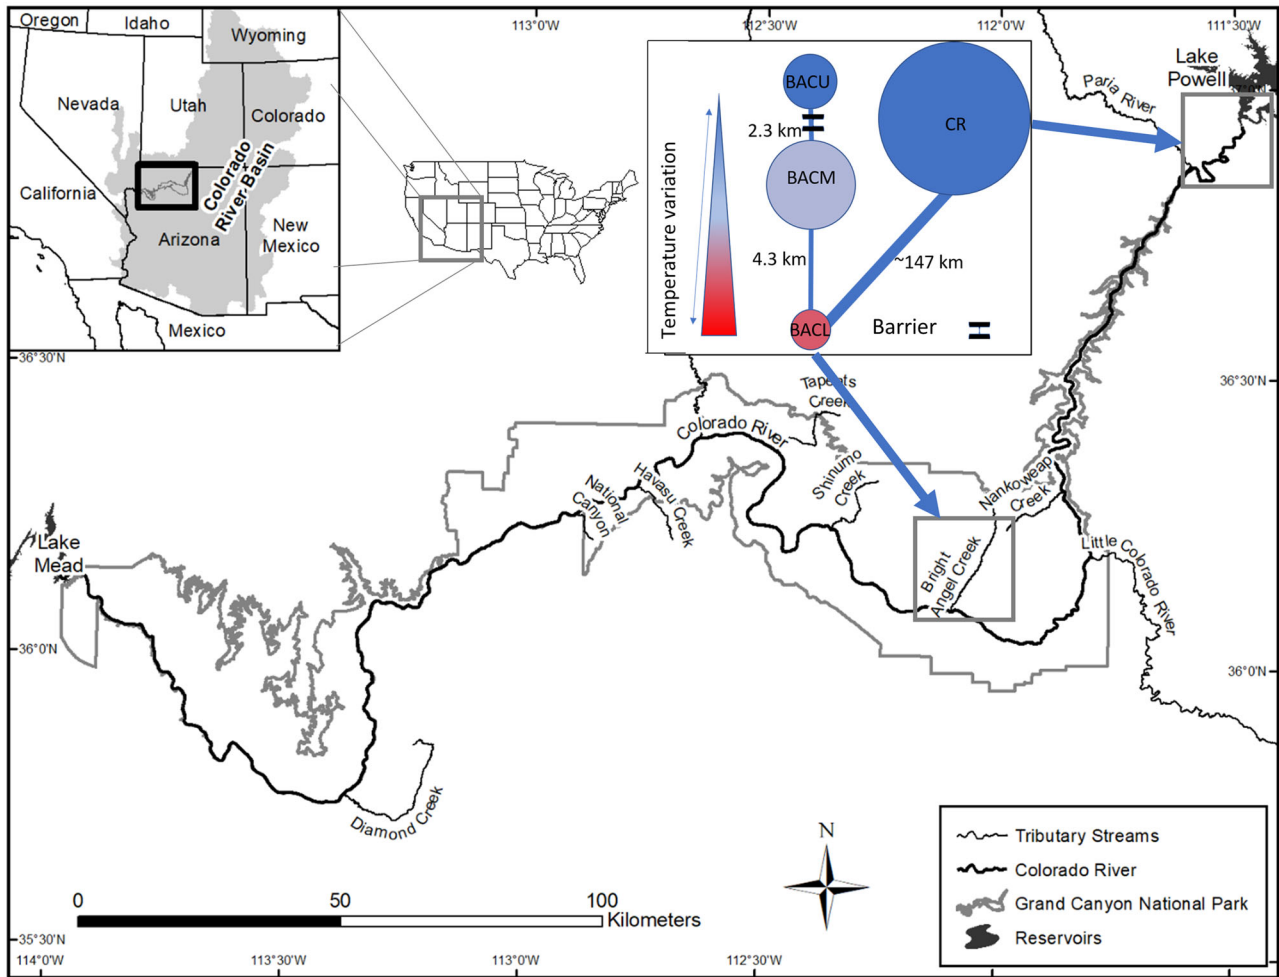 113°0'W
112°30'W
112°0'W
111°30'W
Oregon
Idaho
Wyoming
Nevada
Utah
Colorado
California
Colorado
River Basin
Arizona
New
Mexico
Mexico
BACU
2.3 km
BACM
CR
4.3 km
~147 km
BACL
Temperature variation
Barrier
Lake
Powell
Paria River
36°30'N
36°30'N
Tapeats
Creek
Colorado River
Shinumo
Creek
Havasu Creek
National
Canyon
Nankoweap
Creek
Bright
Angel Creek
Little Colorado River
Lake
Mead
36°0'N
36°0'N
Diamond Creek
N
0
50
100
Kilometers
Tributary Streams
Colorado River
Grand Canyon National Park
Reservoirs
35°30'N
114°0'W
113°30'W
113°0'W
112°30'W